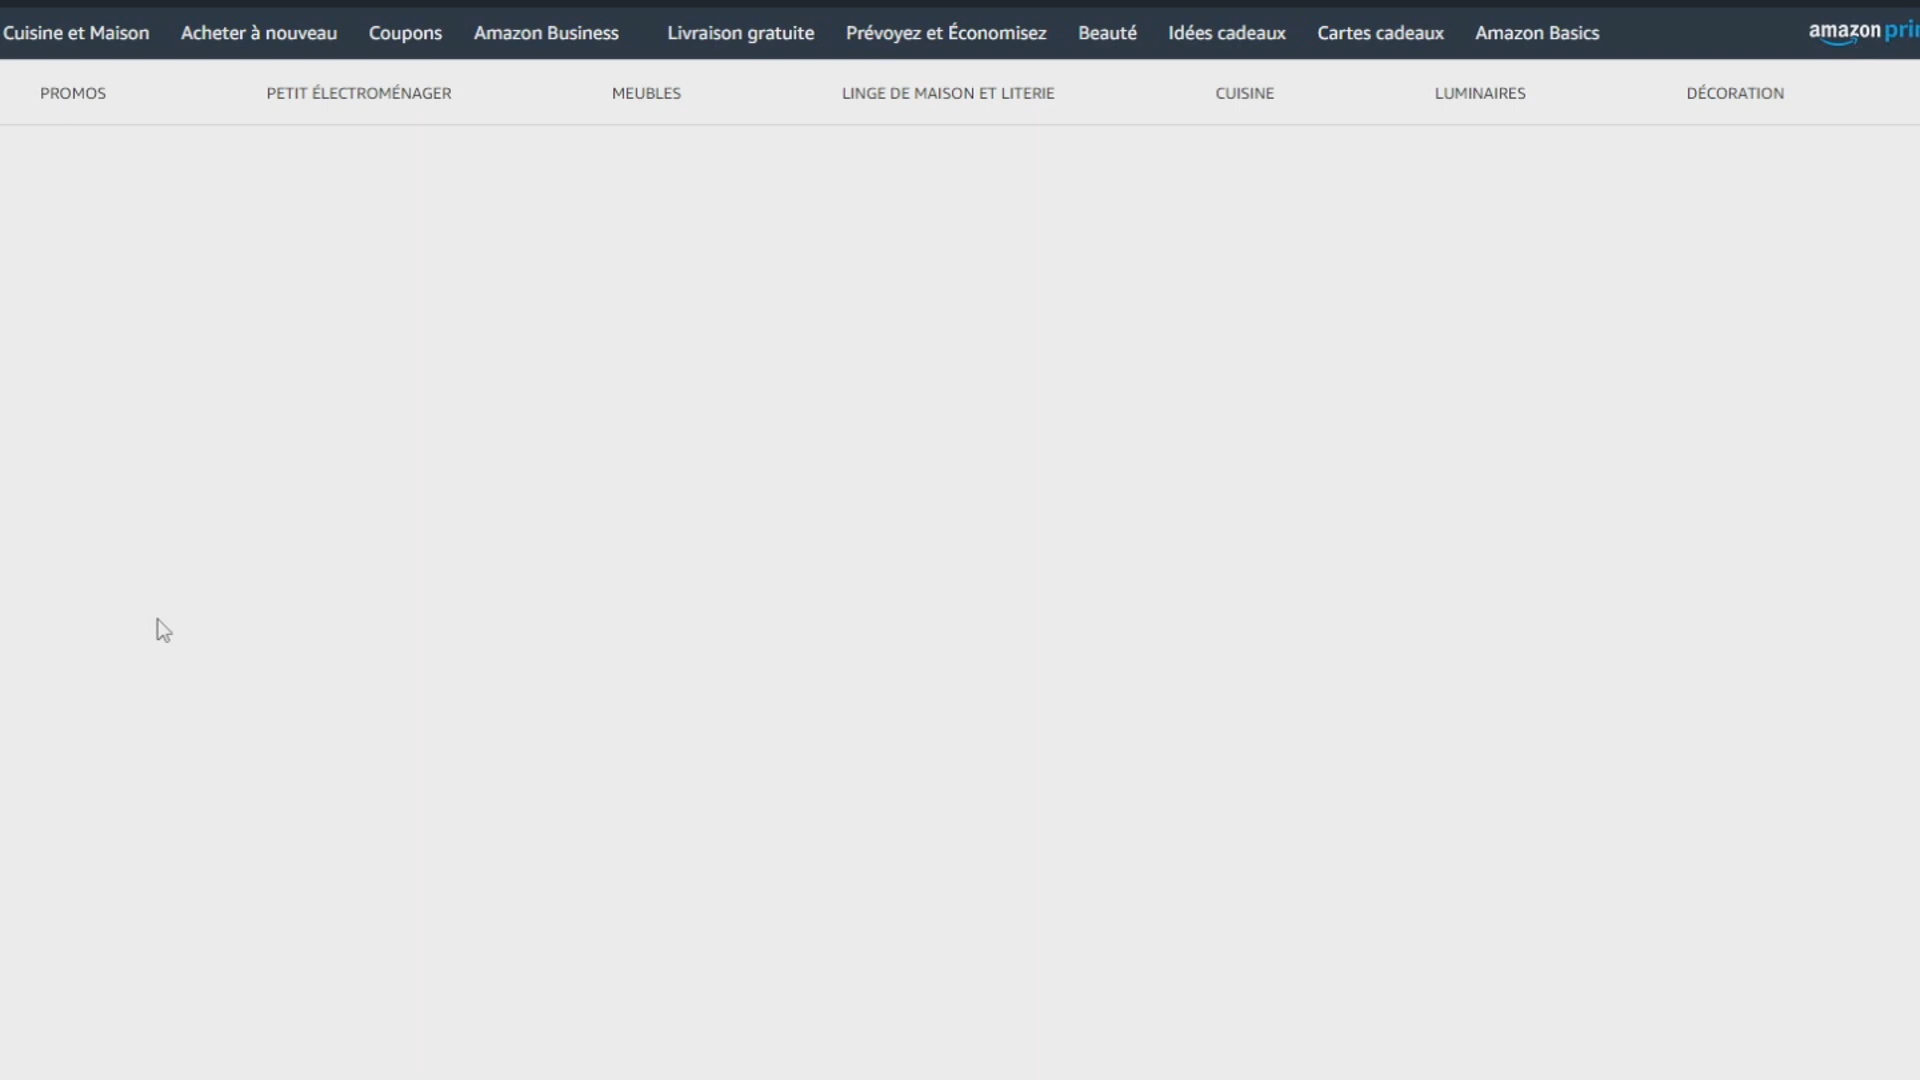 Cuisine et Maison Acheter à nouveau Coupons Amazon Business Livraison gratuite Prévoyez et Économisez Beauté Idées cadeaux Cartes cadeaux Amazon Basics amazon
PROMOS PETIT ÉLECTROMÉNAGER MEUBLES LINGE DE MAISON ET LITERIE CUISINE LUMINAIRES DÉCORATION